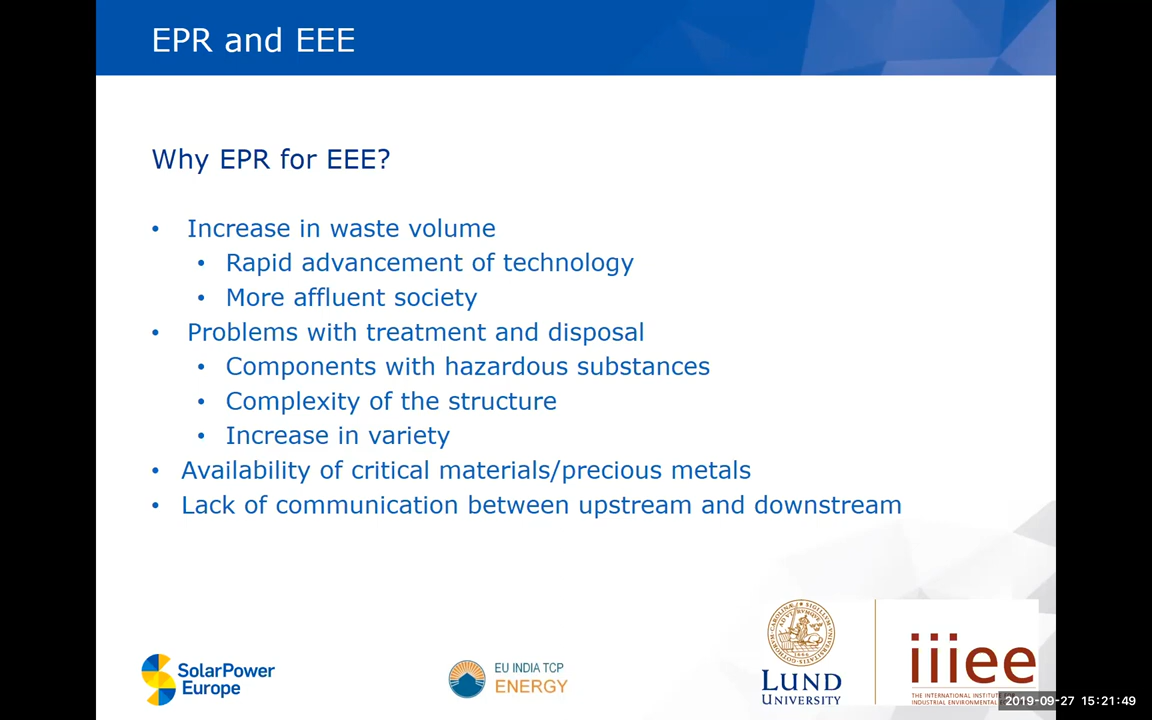 EPR and EEE
Why EPR for EEE?
• Increase in waste volume
• Rapid advancement of technology
• More affluent society
• Problems with treatment and disposal
• Components with hazardous substances
• Complexity of the structure
• Increase in variety
• Availability of critical materials/precious metals
• Lack of communication between upstream and downstream
SolarPower
Europe
EU INDIA TCP
ENERGY
LUND
UNIVERSITY
iiiee
THE INTERNATIONAL INSTITUTE
INDUSTRIAL ENVIRONMENTAL
2019-09-27 15:21:49